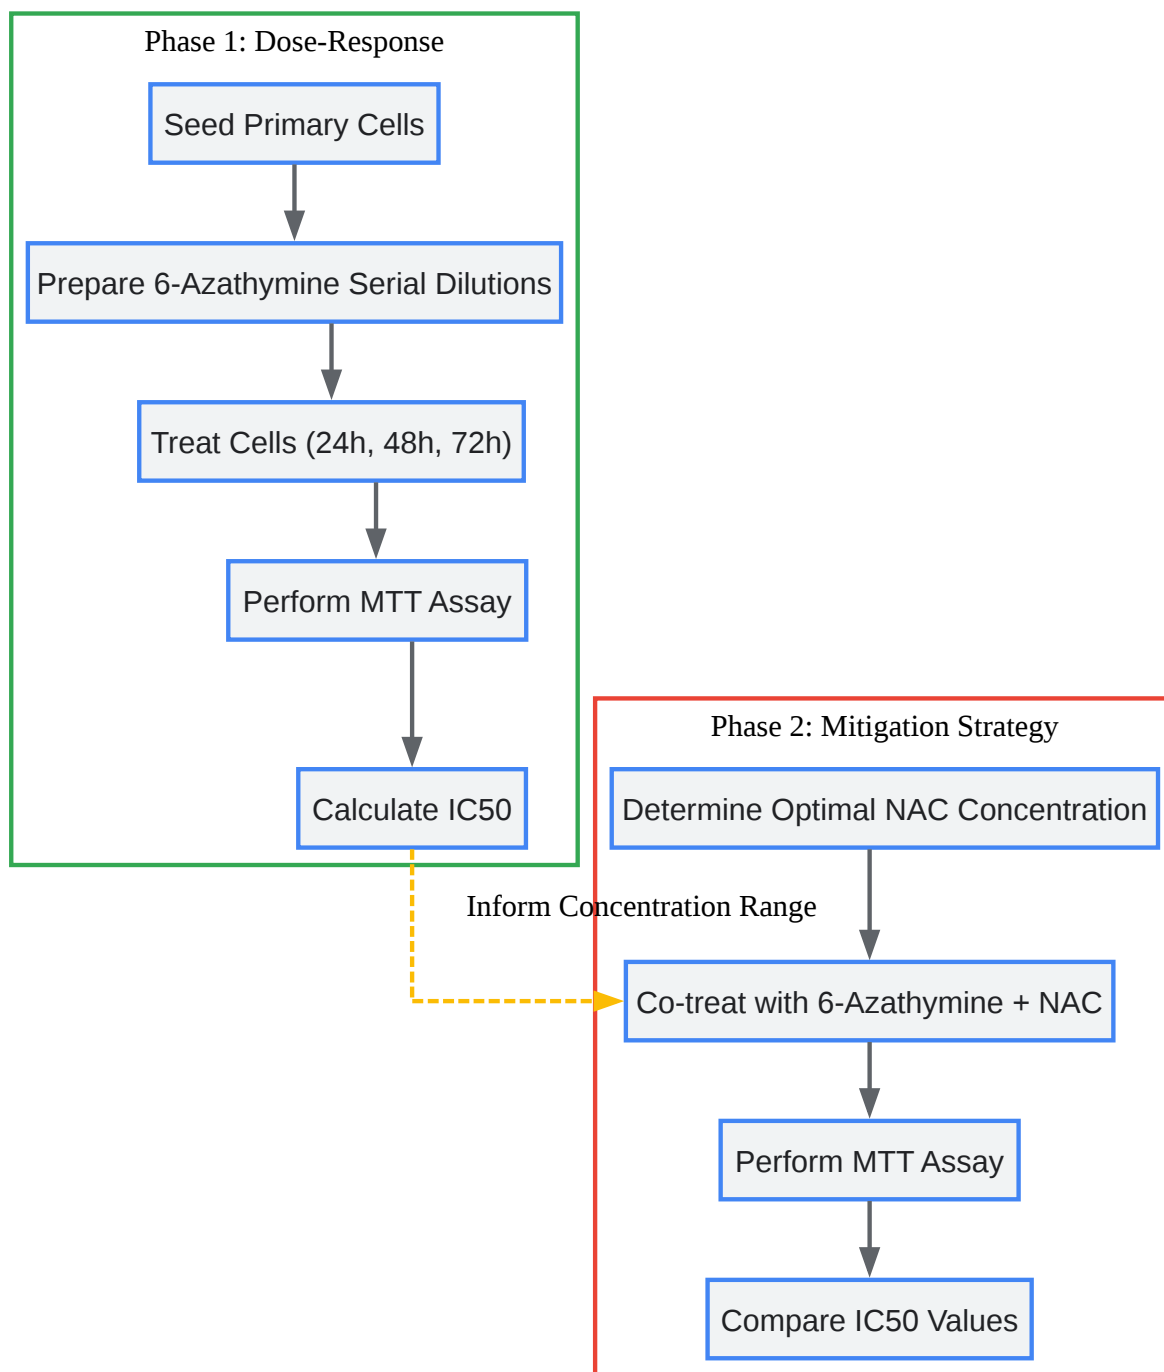 Phase 1: Dose-Response
Seed Primary Cells
Prepare 6-Azathymine Serial Dilutions
Treat Cells (24h, 48h, 72h)
Perform MTT Assay
Calculate IC50
Phase 2: Mitigation Strategy
Determine Optimal NAC Concentration
Inform Concentration Range
Co-treat with 6-Azathymine + NAC
Perform MTT Assay
Compare IC50 Values